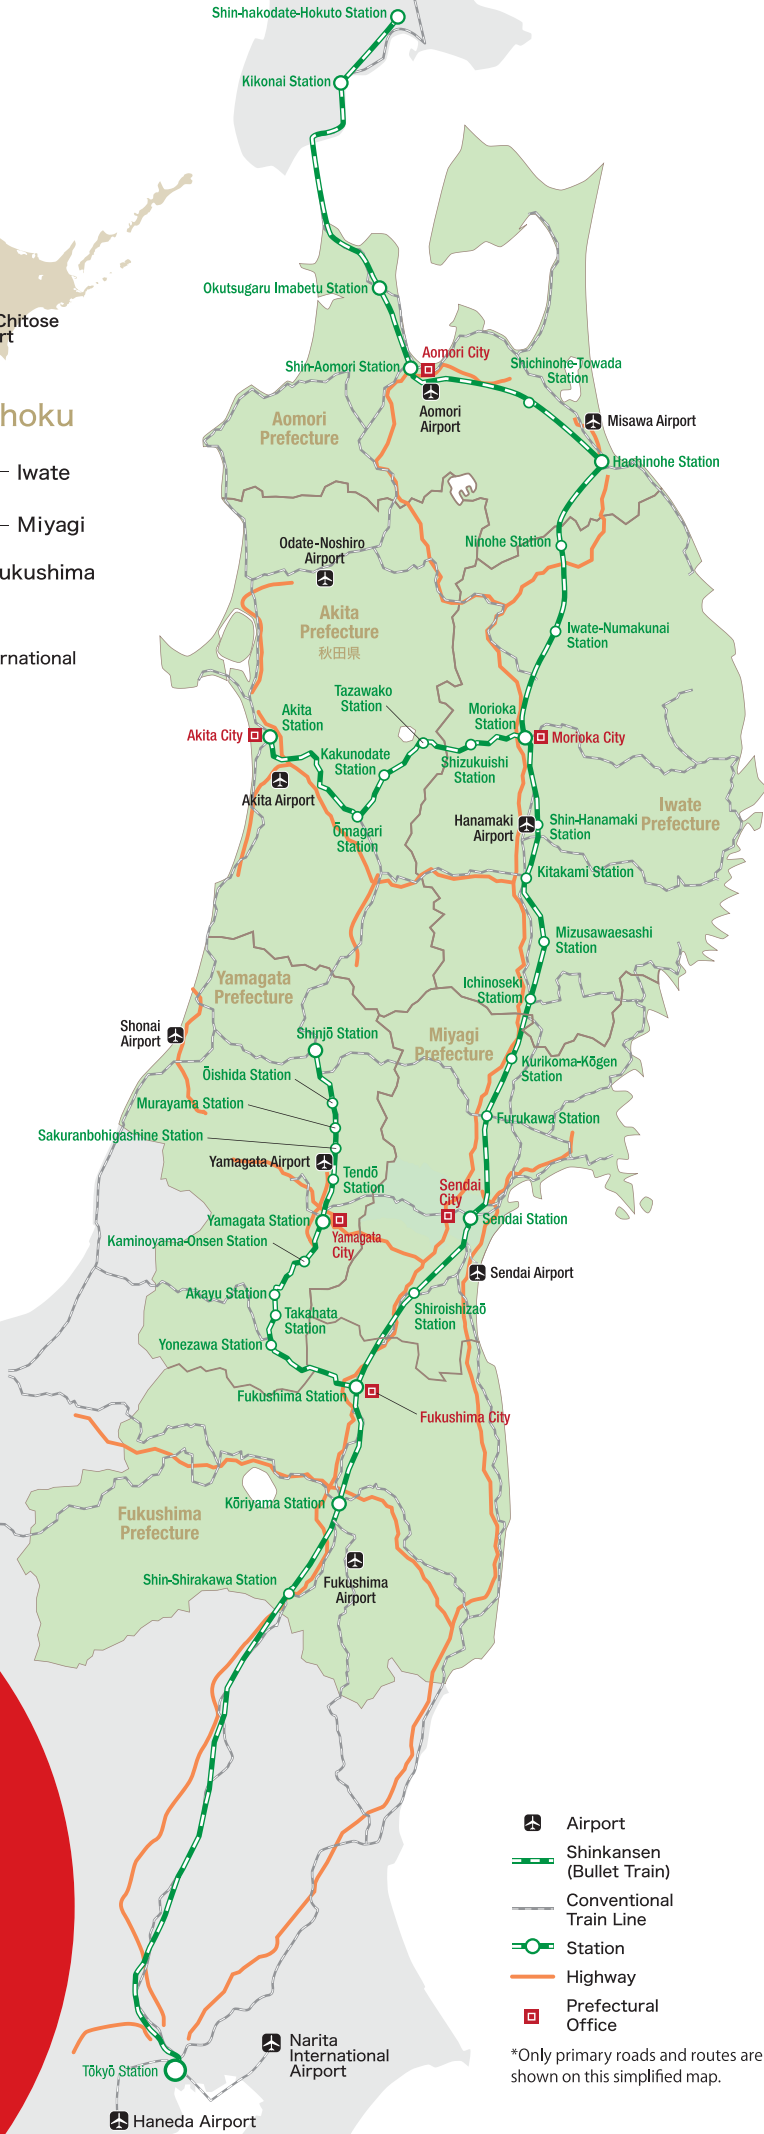 Shin-hakodate-Hokuto Station
Kikonai Station
Okutsugaru Imabetu Station
Chitose
rt
Shin-Aomori Station
Aomori City
Shichinohe-Towada
Station
Aomori
Airport
Misawa Airport
hoku
Aomori
Prefecture
Hachinohe Station
Iwate
Miyagi
ukushima
Odate-Noshiro
Airport
Ninohe Station
Akita
Prefecture
秋田県
Iwate-Numakunai
Station
rnational
Tazawako
Station
Akita
Station
Akita City
Morioka
Station
Morioka City
Kakunodate
Station
Shizukuishi
Station
Akita Airport
Ōmagari
Station
Hanamaki
Airport
Shin-Hanamaki
Station
Iwate
Prefecture
Kitakami Station
Mizusawaesashi
Station
Yamagata
Prefecture
Ichinoseki
Statiom
Shonai
Airport
Shinjō Station
Miyagi
Prefecture
Ōishida Station
Kurikoma-Kōgen
Station
Murayama Station
Furukawa Station
Sakuranbohigashine Station
Yamagata Airport
Tendō
Station
Sendai
City
Yamagata Station
Yamagata
City
Sendai Station
Kaminoyama-Onsen Station
Sendai Airport
Akayu Station
Takahata
Station
Shiroishizaō
Station
Yonezawa Station
Fukushima Station
Fukushima City
Kōriyama Station
Fukushima
Prefecture
Shin-Shirakawa Station
Fukushima
Airport
Airport
Shinkansen
(Bullet Train)
Conventional
Train Line
Station
Highway
Prefectural
Office
*Only primary roads and routes are
shown on this simplified map.
Narita
International
Airport
Tōkyō Station
Haneda Airport